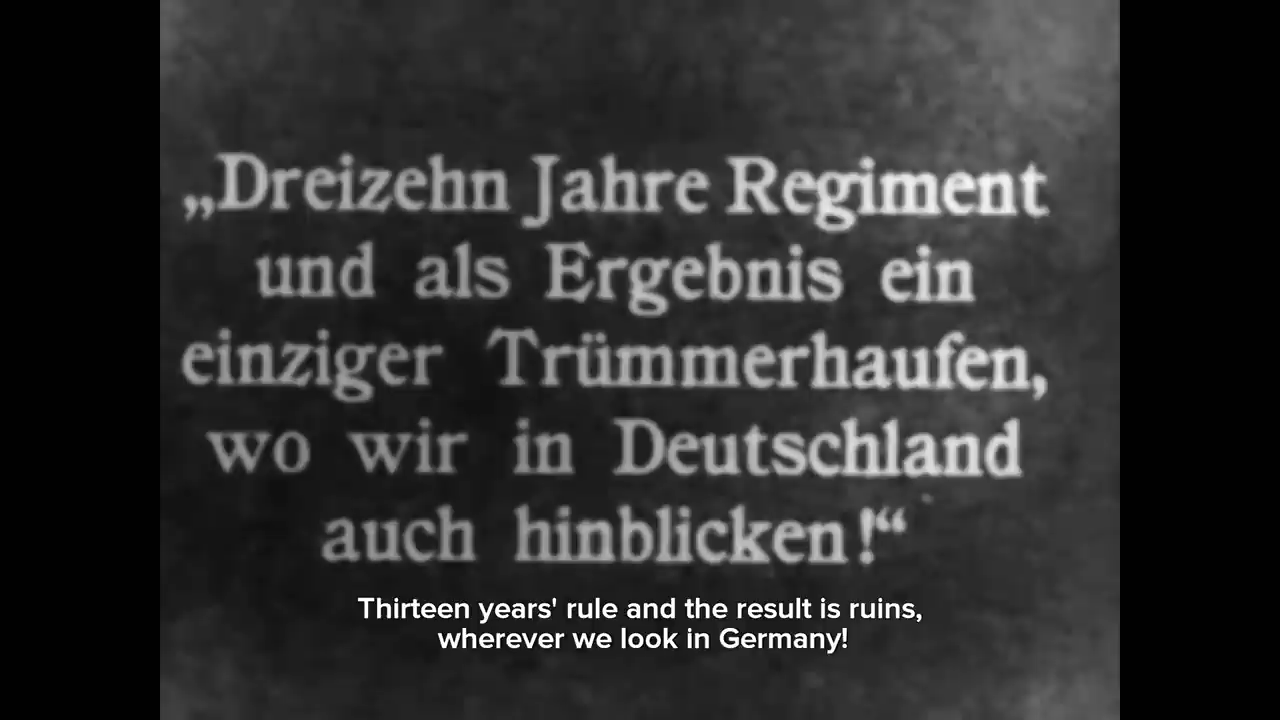 „Dreizehn Jahre Regiment
und als Ergebnis ein
einziger Trümmerhaufen,
wo wir in Deutschland
auch hinblicken!“
Thirteen years' rule and the result is ruins,
wherever we look in Germany!